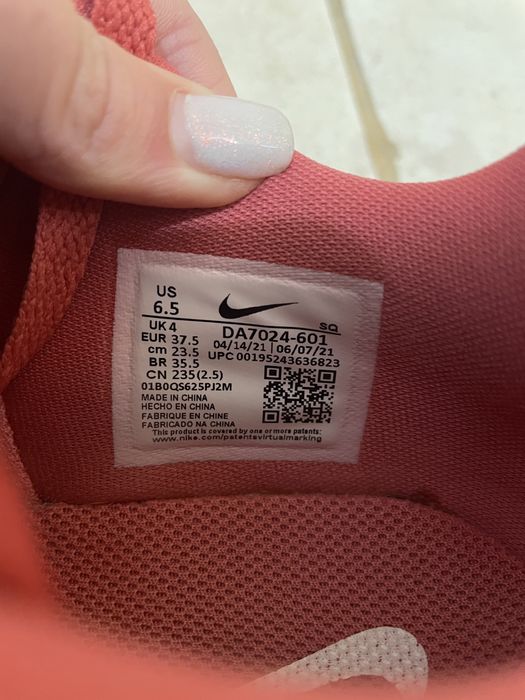 US
6.5
UK 4
EUR 37.5
cm 23.5
BR 35.5
CN 235(2.5)
SQ
DA7024-601
04/14/21 | 06/07/21
UPC 00195243636823
01B0QS625PJ2M
MADE IN CHINA
HECHO EN CHINA
FABRIQUE EN CHINE
FABRICADO NA CHINA
This product is covered by one or more patents:
www.nike.com/patentsvirtualmarking